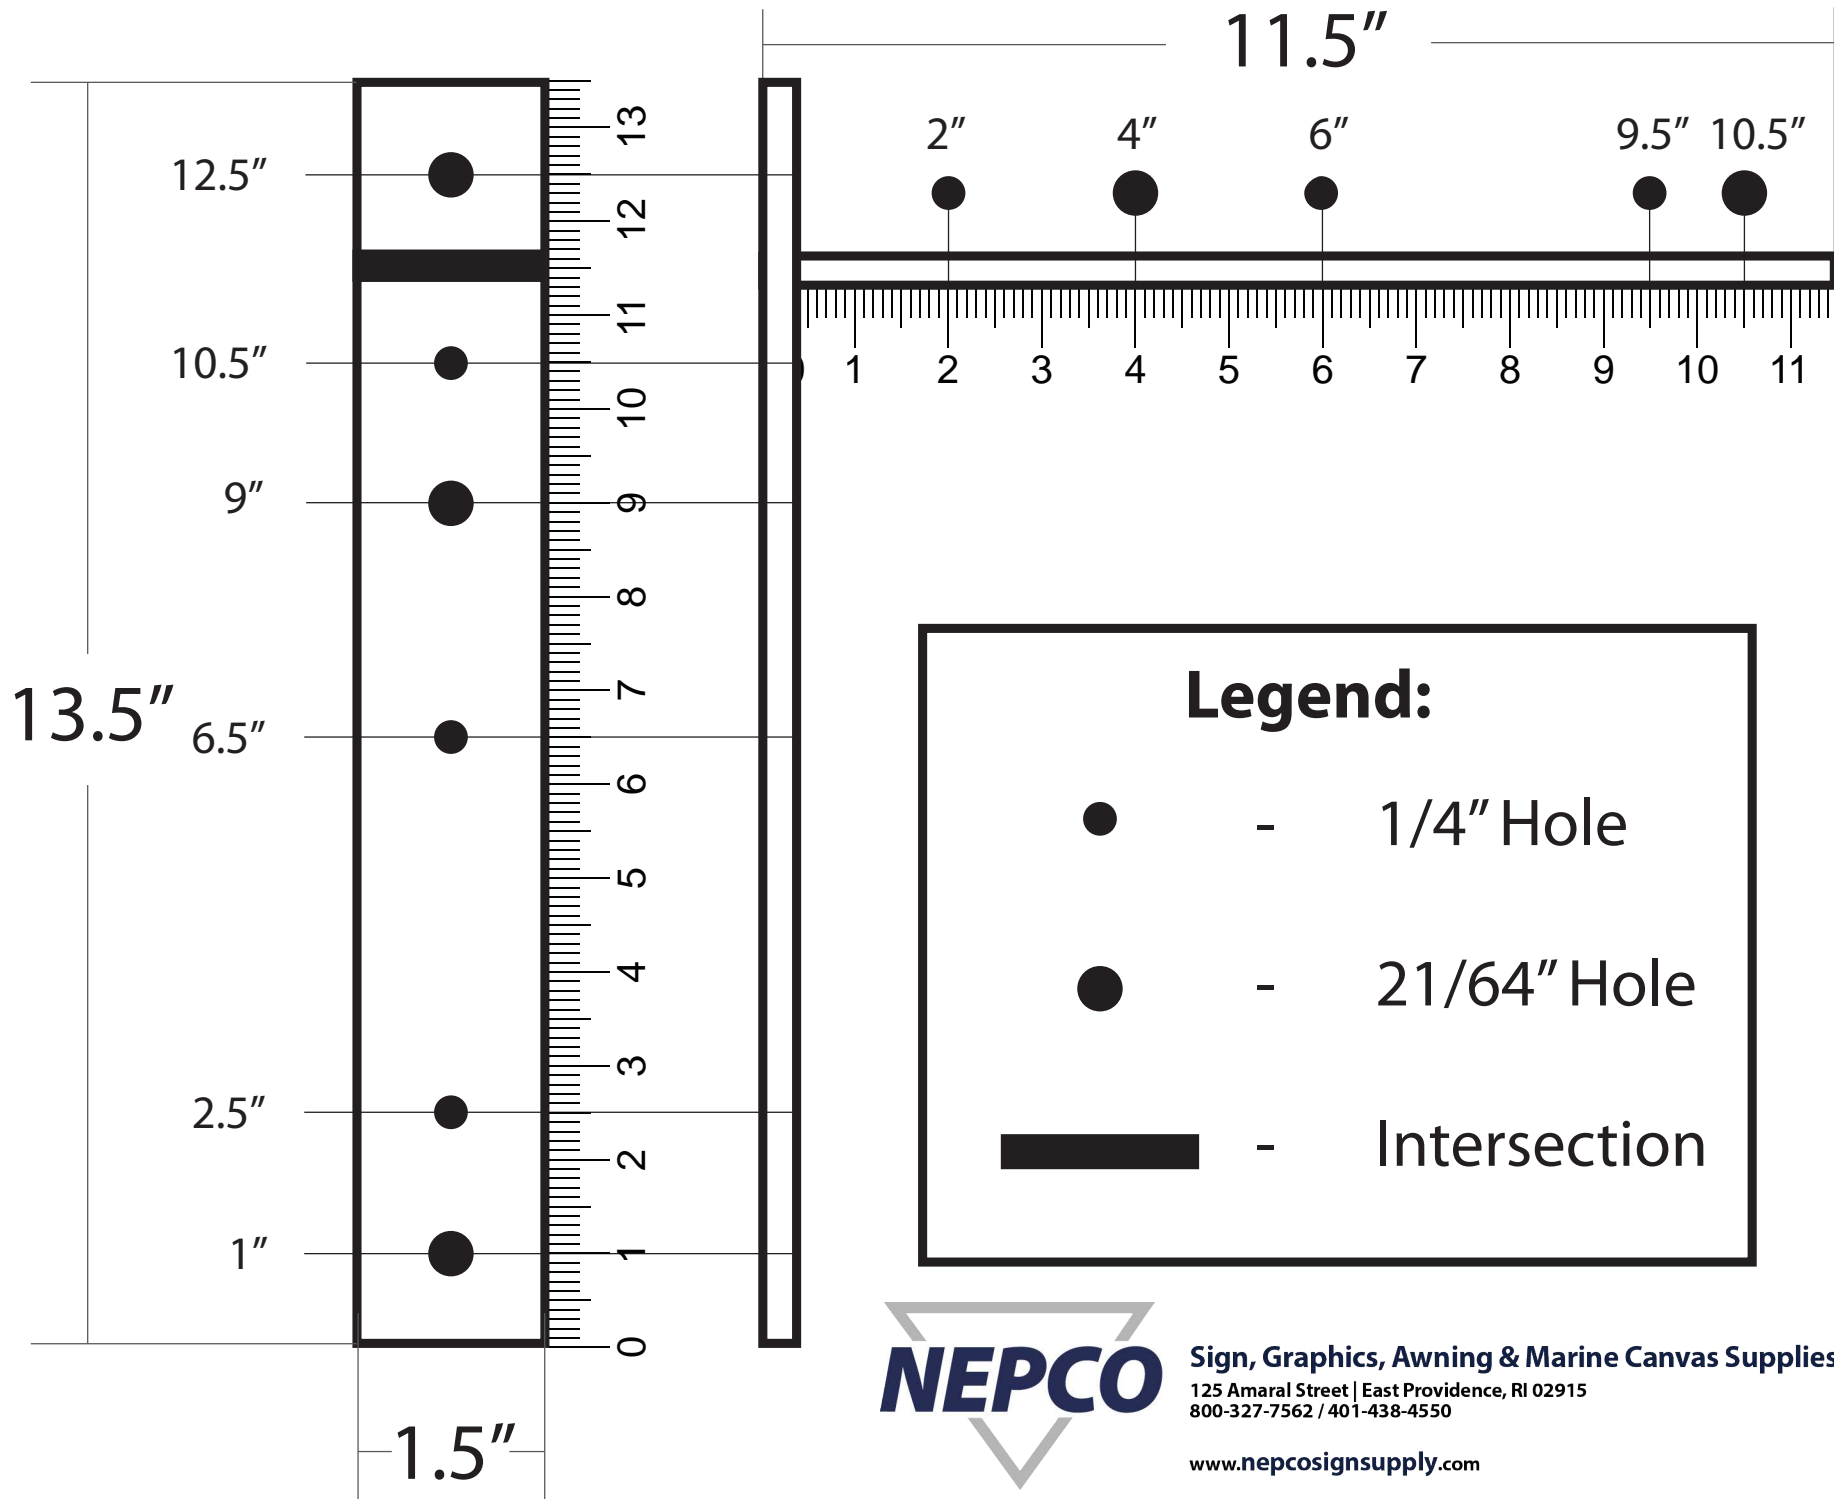 11.5”
2” 4” 6” 9.5” 10.5”
12.5”
10.5”
9”
6.5”
2.5”
1”
13.5”
1.5”
13
12
11
10
9
8
7
6
5
4
3
2
1
0
1 2 3 4 5 6 7 8 9 10 11
Legend:
- 1/4” Hole
- 21/64” Hole
- Intersection
NEPCO
Sign, Graphics, Awning & Marine Canvas Supplies
125 Amaral Street | East Providence, RI 02915
800-327-7562 / 401-438-4550
www.nepcosignsupply.com